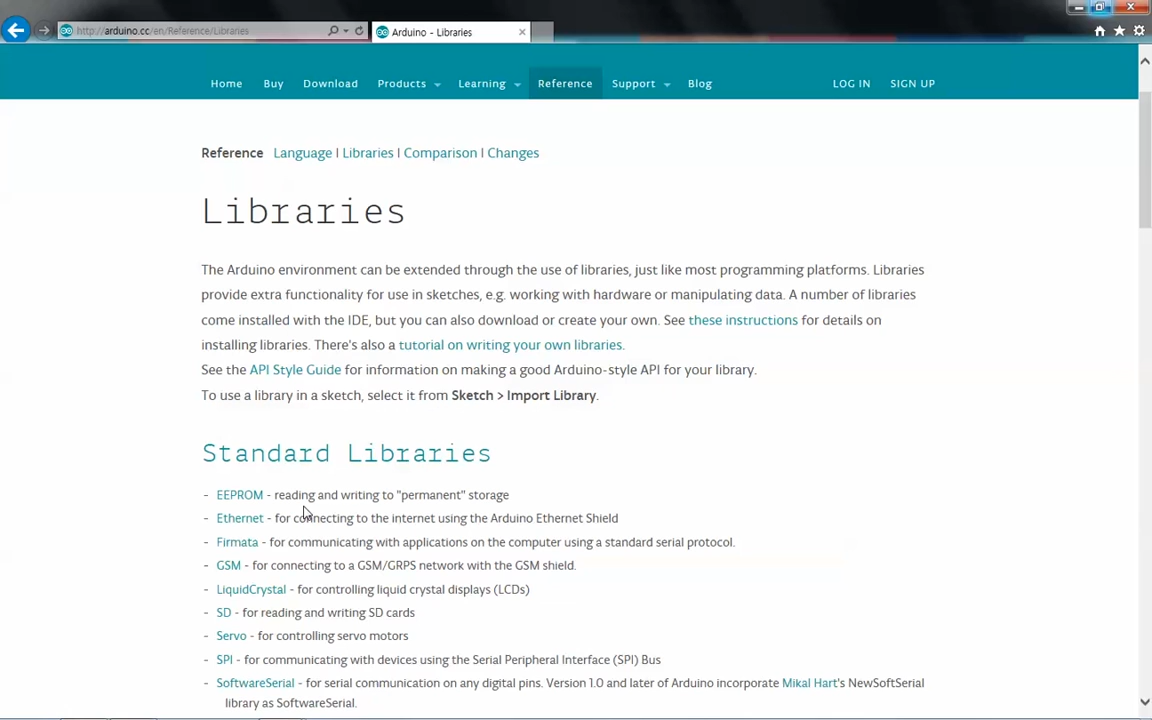 http://arduino.cc/en/Reference/Libraries
Arduino - Libraries
Home Buy Download Products Learning Reference Support Blog LOG IN SIGN UP
Reference Language | Libraries | Comparison | Changes
Libraries
The Arduino environment can be extended through the use of libraries, just like most programming platforms. Libraries
provide extra functionality for use in sketches, e.g. working with hardware or manipulating data. A number of libraries
come installed with the IDE, but you can also download or create your own. See these instructions for details on
installing libraries. There's also a tutorial on writing your own libraries.
See the API Style Guide for information on making a good Arduino-style API for your library.
To use a library in a sketch, select it from Sketch > Import Library.
Standard Libraries
- EEPROM - reading and writing to "permanent" storage
- Ethernet - for connecting to the internet using the Arduino Ethernet Shield
- Firmata - for communicating with applications on the computer using a standard serial protocol.
- GSM - for connecting to a GSM/GRPS network with the GSM shield.
- LiquidCrystal - for controlling liquid crystal displays (LCDs)
- SD - for reading and writing SD cards
- Servo - for controlling servo motors
- SPI - for communicating with devices using the Serial Peripheral Interface (SPI) Bus
- SoftwareSerial - for serial communication on any digital pins. Version 1.0 and later of Arduino incorporate Mikal Hart's NewSoftSerial
library as SoftwareSerial.